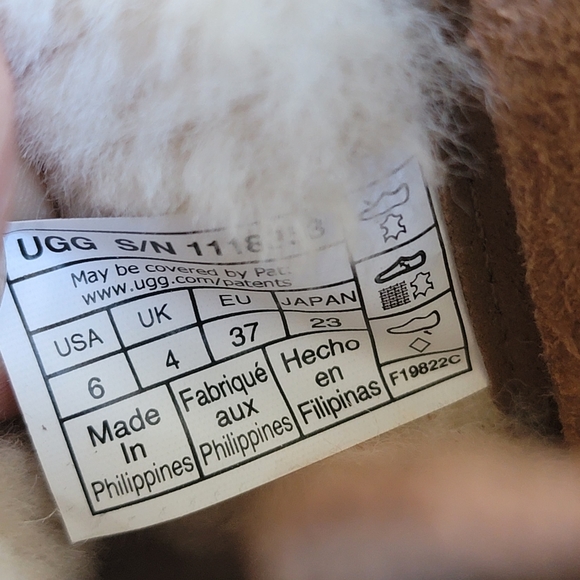 UGG S/N
May be covered by Pat.
www.ugg.com/patents
USA UK EU JAPAN
6 4 37 23
Made In Philippines
Fabriqué aux Philippines
Hecho en Filipinas
F19822C